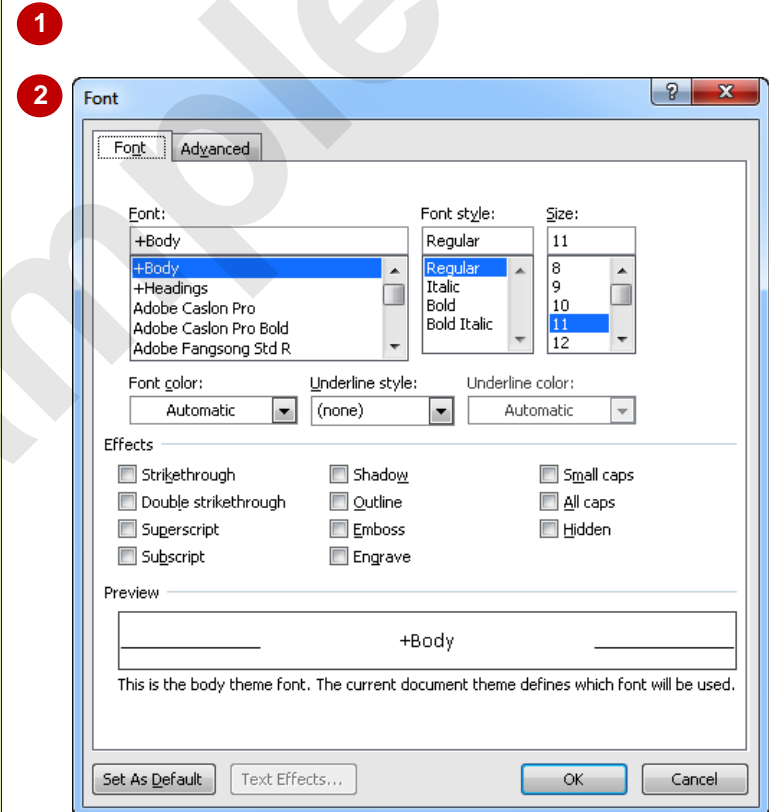 1
2
Font
Font Advanced
Font: Font style: Size:
+Body Regular 11
+Body Regular 8
+Headings Italic 9
Adobe Caslon Pro Bold 10
Adobe Caslon Pro Bold Bold Italic 11
Adobe Fangsong Std R 12
Font color: Underline style: Underline color:
Automatic (none) Automatic
Effects
Strikethrough Shadow Small caps
Double strikethrough Outline All caps
Superscript Emboss Hidden
Subscript Engrave
Preview
+Body
This is the body theme font. The current document theme defines which font will be used.
Set As Default Text Effects... OK Cancel